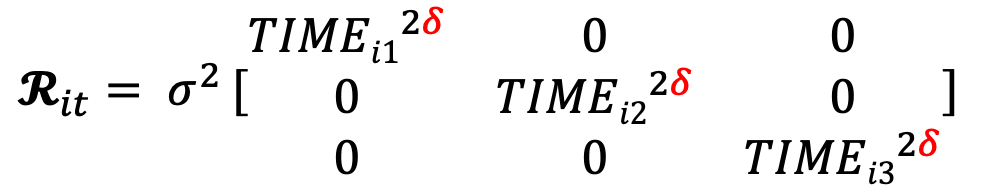 TIME_{i1}^{2δ} 0 0
𝓡_{it} = σ^2 [ 0 TIME_{i2}^{2δ} 0 ]
0 0 TIME_{i3}^{2δ}